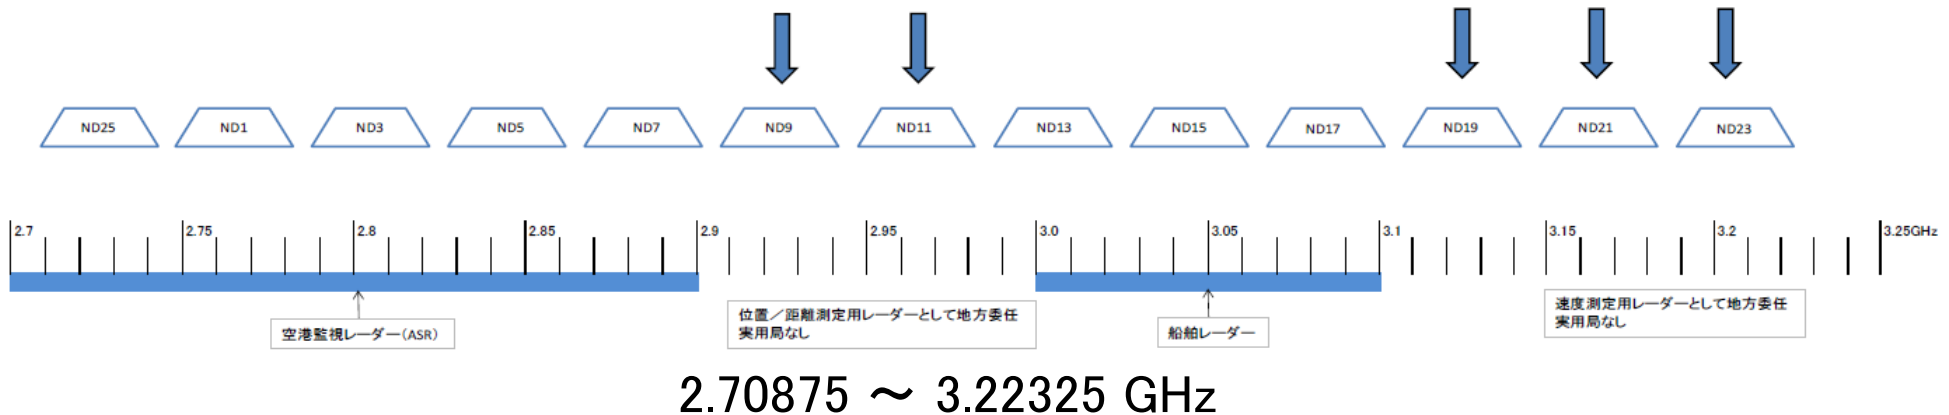 ND25
ND1
ND3
ND5
ND7
ND9
ND11
ND13
ND15
ND17
ND19
ND21
ND23
2.7
2.75
2.8
2.85
2.9
2.95
3.0
3.05
3.1
3.15
3.2
3.25GHz
空港監視レーダー(ASR)
位置／距離測定用レーダーとして地方委任
実用局なし
船舶レーダー
速度測定用レーダーとして地方委任
実用局なし
2.70875 ～ 3.22325 GHz